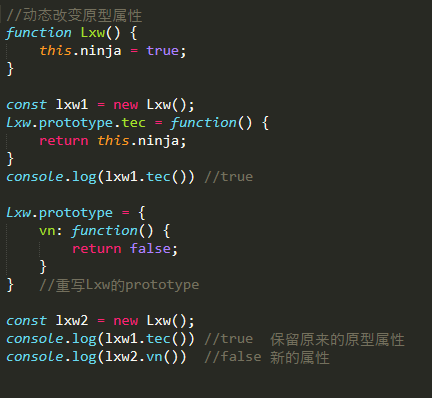 //动态改变原型属性
function Lxw() {
    this.ninja = true;
}

const lxw1 = new Lxw();
Lxw.prototype.tec = function() {
    return this.ninja;
}
console.log(lxw1.tec()) //true

Lxw.prototype = {
    vn: function() {
        return false;
    }
}   //重写Lxw的prototype

const lxw2 = new Lxw();
console.log(lxw1.tec()) //true  保留原来的原型属性
console.log(lxw2.vn())  //false 新的属性